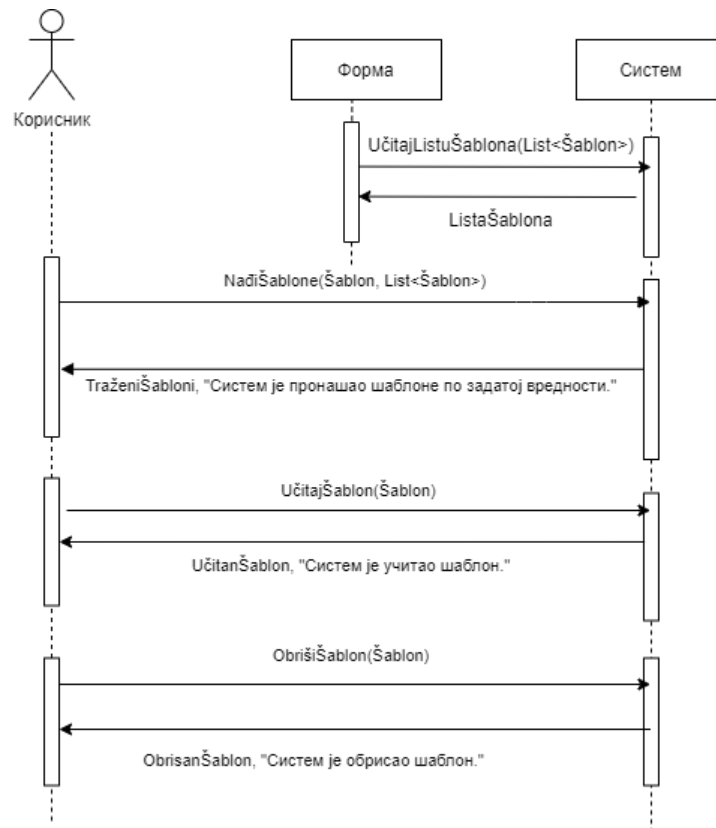 Форма
Систем
Корисник
UčitajListuŠablona(List<Šablon>)
ListaŠablona
NađiŠablone(Šablon, List<Šablon>)
TraženiŠabloni, "Систем је пронашао шаблоне по задатој вредности."
UčitajŠablon(Šablon)
UčitanŠablon, "Систем је учитао шаблон."
ObrišiŠablon(Šablon)
ObrisanŠablon, "Систем је обрисао шаблон."